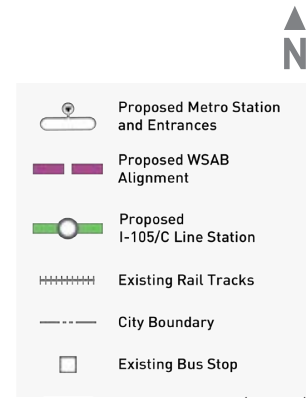 N
Proposed Metro Station
and Entrances
Proposed WSAB
Alignment
Proposed
I-105/C Line Station
Existing Rail Tracks
City Boundary
Existing Bus Stop